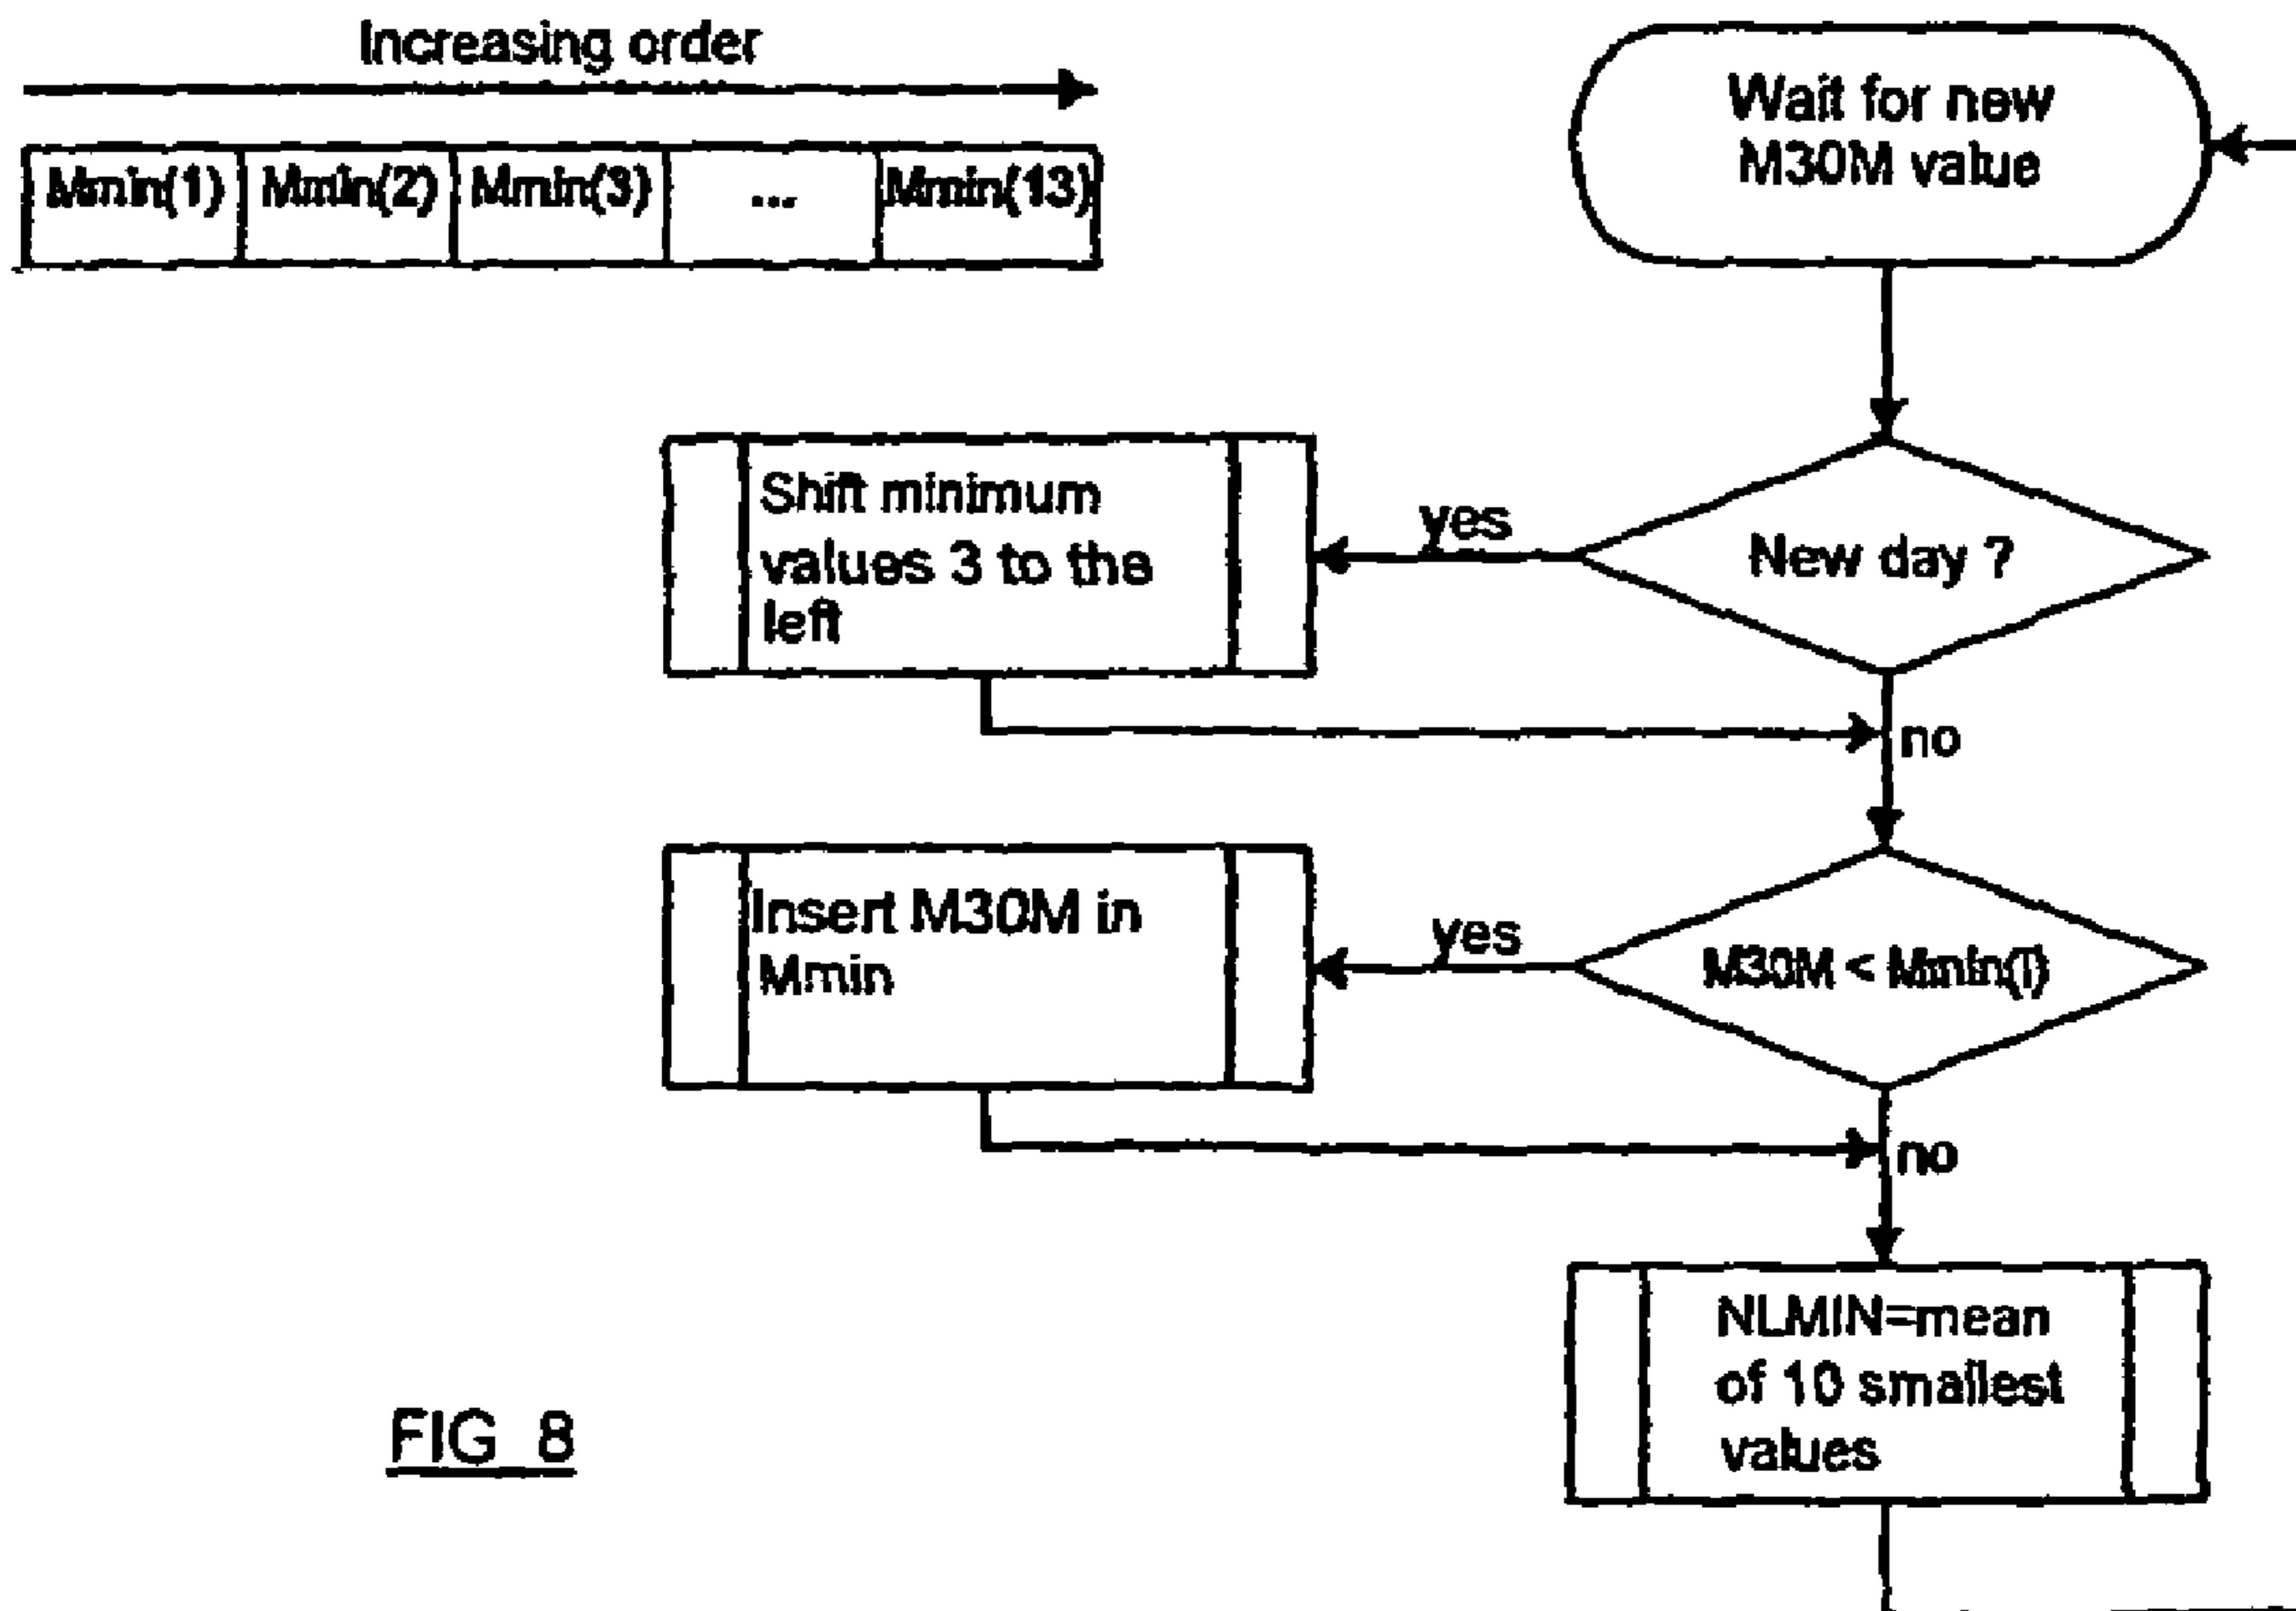 Increasing order
Mmin(1) Mmin(2) Mmin(3) ... Mmin(13)
Wait for new
M30M value
New day ?
yes
Shift minimum
values 3 to the
left
no
M30M < Mmin(i)
yes
Insert M30M in
Mmin
no
NLMIN=mean
of 10 smallest
values
FIG 8